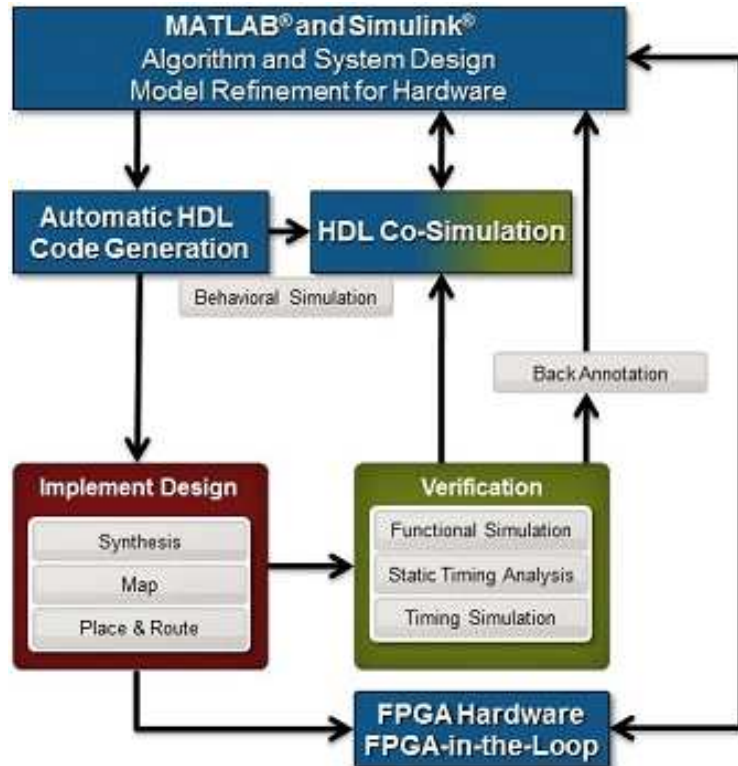 MATLAB® and Simulink®
Algorithm and System Design
Model Refinement for Hardware
Automatic HDL
Code Generation
HDL Co-Simulation
Behavioral Simulation
Back Annotation
Implement Design
Synthesis
Map
Place & Route
Verification
Functional Simulation
Static Timing Analysis
Timing Simulation
FPGA Hardware
FPGA-in-the-Loop